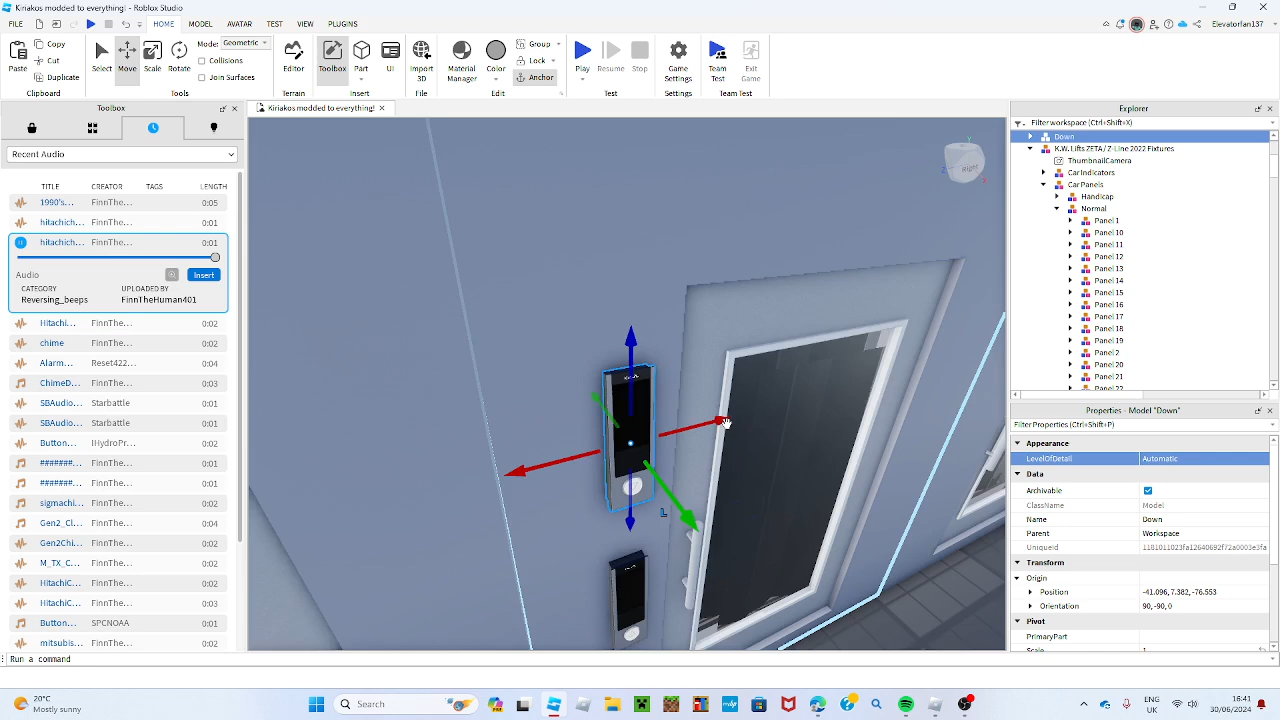 Kiriakos modded to everything! - Roblox Studio
FILE HOME MODEL AVATAR TEST VIEW PLUGINS Elevatorfan137
Paste Copy Cut Duplicate Select Move Scale Rotate Mode: Geometric Collisions Join Surfaces Editor Toolbox Part UI Import 3D Material Manager Color Group Lock Anchor Play Resume Stop Game Settings Team Test Exit Game
Clipboard Tools Terrain Insert File Edit Test Settings Team Test
Toolbox
Kiriakos modded to everything!
Recent Audio
TITLE CREATOR TAGS LENGTH
1990's... FinnThe... 0:05
hitachich... FinnThe... 0:01
hitachich... FinnThe... 0:01
Audio Insert
UPLOADED BY
Reversing_beeps FinnTheHuman401
Hitachi... FinnThe... 0:02
chime FinnThe... 0:02
Alarm... Reset422... 0:04
ChimeD... FinnThe... 0:03
SBAudio... Starbattle 0:03
SBAudio... Starbattle 0:03
Button... IHydroPr... 0:02
#######... FinnThe... 0:01
#######... FinnThe... 0:01
sigmachi... FinnThe... 0:02
Gen2_Cl... FinnThe... 0:04
Gen2Chi... FinnThe... 0:02
M_TX_C... FinnThe... 0:02
HitachiC... FinnThe... 0:02
HitachiC... FinnThe... 0:03
Button... SPCNOAA 0:03
mitsubis... FinnThe... 0:02
Right
L
Explorer
Filter workspace (Ctrl+Shift+X)
Down
K.W. Lifts ZETA / Z-Line 2022 Fixtures
ThumbnailCamera
CarIndicators
CarPanels
Handicap
Normal
Panel 1
Panel 10
Panel 11
Panel 12
Panel 13
Panel 14
Panel 15
Panel 16
Panel 17
Panel 18
Panel 19
Panel 2
Panel 20
Panel 21
Panel 22
Properties - Model "Down"
Filter Properties (Ctrl+Shift+P)
Appearance
LevelOfDetail Automatic
Data
Archivable
ClassName Model
Name Down
Parent Workspace
UniqueId
Transform
Origin
Position -41.096, 7.382, -76.553
Orientation 90, -90, 0
Pivot
PrimaryPart
Scale 1
Run a command
20°C
Mostly sunny
Search
ENG
UK
16:41
30/06/2024